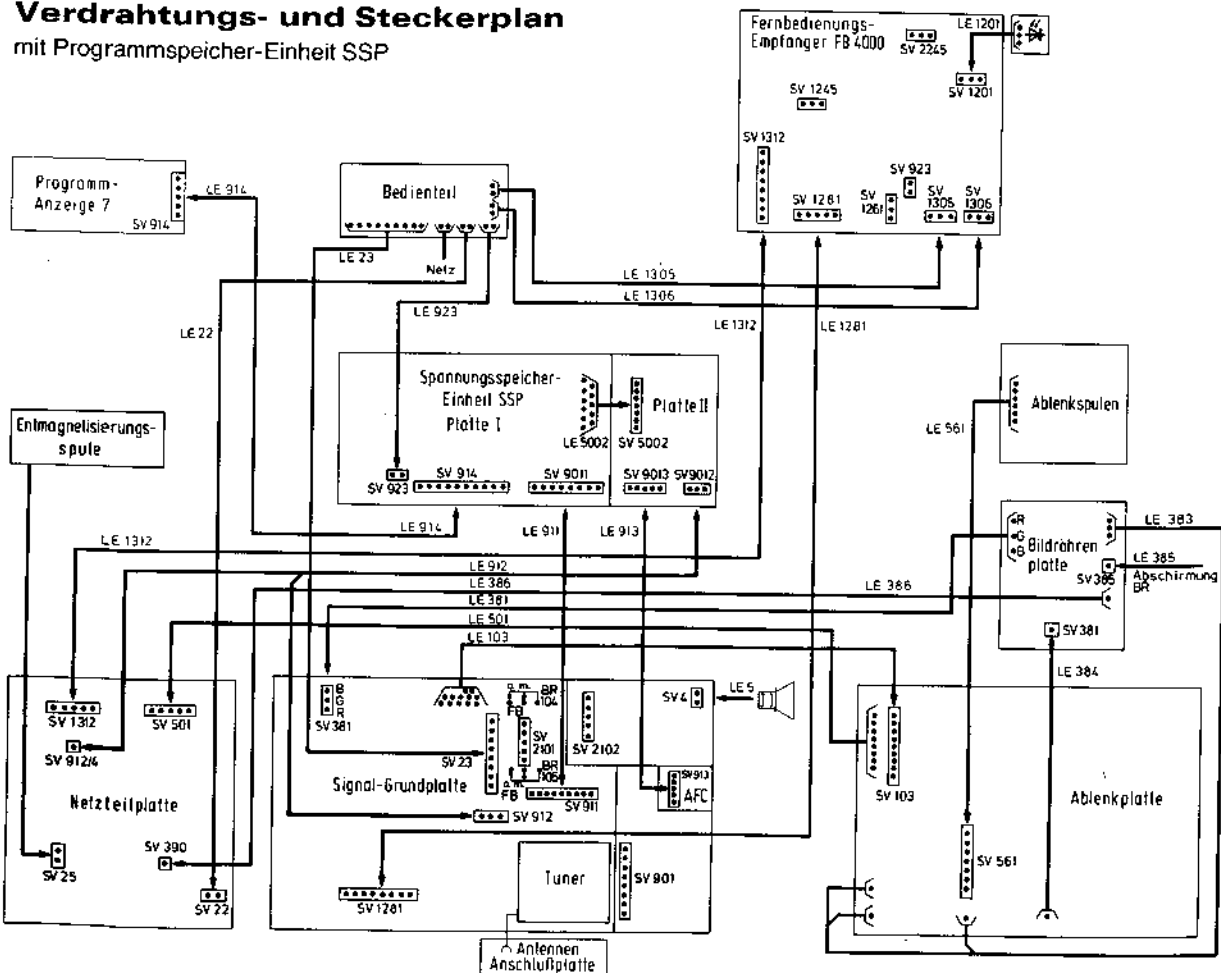 Verdrahtungs- und Steckerplan
mit Programmspeicher-Einheit SSP
Fernbedienungs-
Empfänger FB 4000
SV 2245
LE 1201
SV 1201
SV 1245
SV 1312
SV 1281
SV
1261
SV 923
SV
1305
SV
1306
Programm-
Anzeige 7
SV 914
LE 914
Bedienteil
LE 23
Netz
LE 923
LE 22
LE 1305
LE 1306
LE 1312
LE 1281
Spannungsspeicher-
Einheit SSP
Platte I
LE 5002
SV 5002
Platte II
SV 923
SV 914
SV 9011
SV 9013
SV 9012
Ablenkspulen
LE 561
Entmagnetisierungs-
spule
LE 914
LE 911
LE 913
LE 1312
LE 912
LE 386
LE 381
LE 501
LE 103
LE 386
R
G
B
Bildröhren
platte
LE 383
LE 385
Abschirmung
BR
SV 385
SV 381
LE 384
SV 1312
SV 501
SV 912/4
Netzteilplatte
SV 390
SV 25
SV 22
B
G
R
SV 381
o. m.
FB
BR
104
SV
2101
SV 23
BR
105
o. m.
FB
Signal-Grundplatte
SV 911
SV 912
SV 1281
Tuner
SV 2102
SV 4
LE 5
SV 913
AFC
SV 901
Antennen
Anschlußplatte
SV 103
Ablenkplatte
SV 561